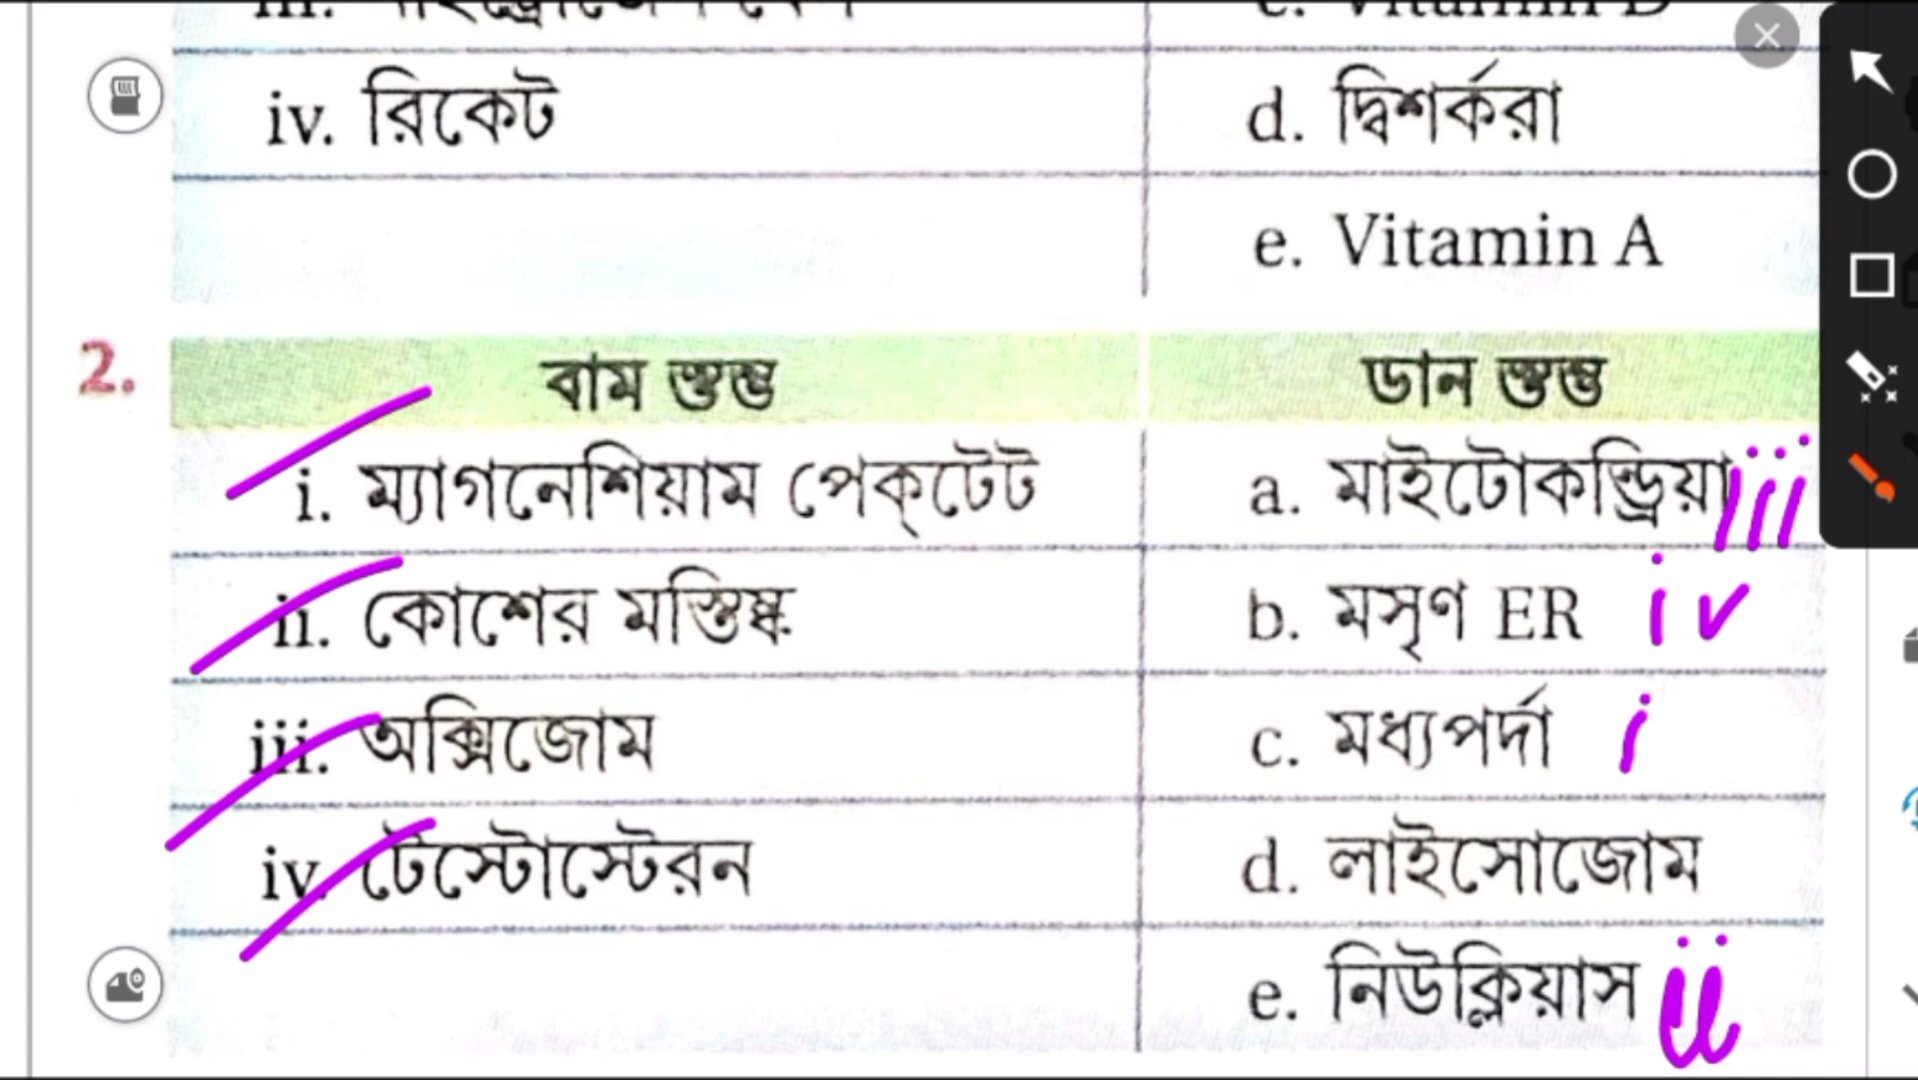 iv. রিকেট d. দ্বিশর্করা
e. Vitamin A
2. বাম স্তম্ভ ডান স্তম্ভ
i. ম্যাগনেশিয়াম পেক্‌টেট a. মাইটোকন্ড্রিয়া iii
ii. কোশের মস্তিষ্ক b. মসৃণ ER iv
iii. অক্সিজোম c. মধ্যপর্দা i
iv. টেস্টোস্টেরন d. লাইসোজোম
e. নিউক্লিয়াস ii